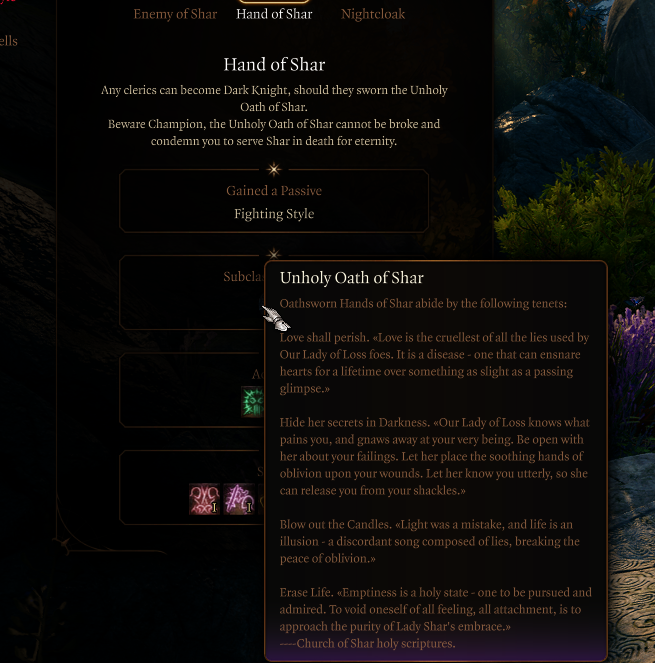 ells
Enemy of Shar
Hand of Shar
Nightcloak
Hand of Shar
Any clerics can become Dark Knight, should they sworn the Unholy
Oath of Shar.
Beware Champion, the Unholy Oath of Shar cannot be broke and
condemn you to serve Shar in death for eternity.
Gained a Passive
Fighting Style
Subcla
Unholy Oath of Shar
Oathsworn Hands of Shar abide by the following tenets:
Love shall perish. «Love is the cruellest of all the lies used by
Our Lady of Loss foes. It is a disease - one that can ensnare
hearts for a lifetime over something as slight as a passing
glimpse.»
Hide her secrets in Darkness. «Our Lady of Loss knows what
pains you, and gnaws away at your very being. Be open with
her about your failings. Let her place the soothing hands of
oblivion upon your wounds. Let her know you utterly, so she
can release you from your shackles.»
Blow out the Candles. «Light was a mistake, and life is an
illusion - a discordant song composed of lies, breaking the
peace of oblivion.»
Erase Life. «Emptiness is a holy state - one to be pursued and
admired. To void oneself of all feeling, all attachment, is to
approach the purity of Lady Shar's embrace.»
----Church of Shar holy scriptures.
A
S
I
I